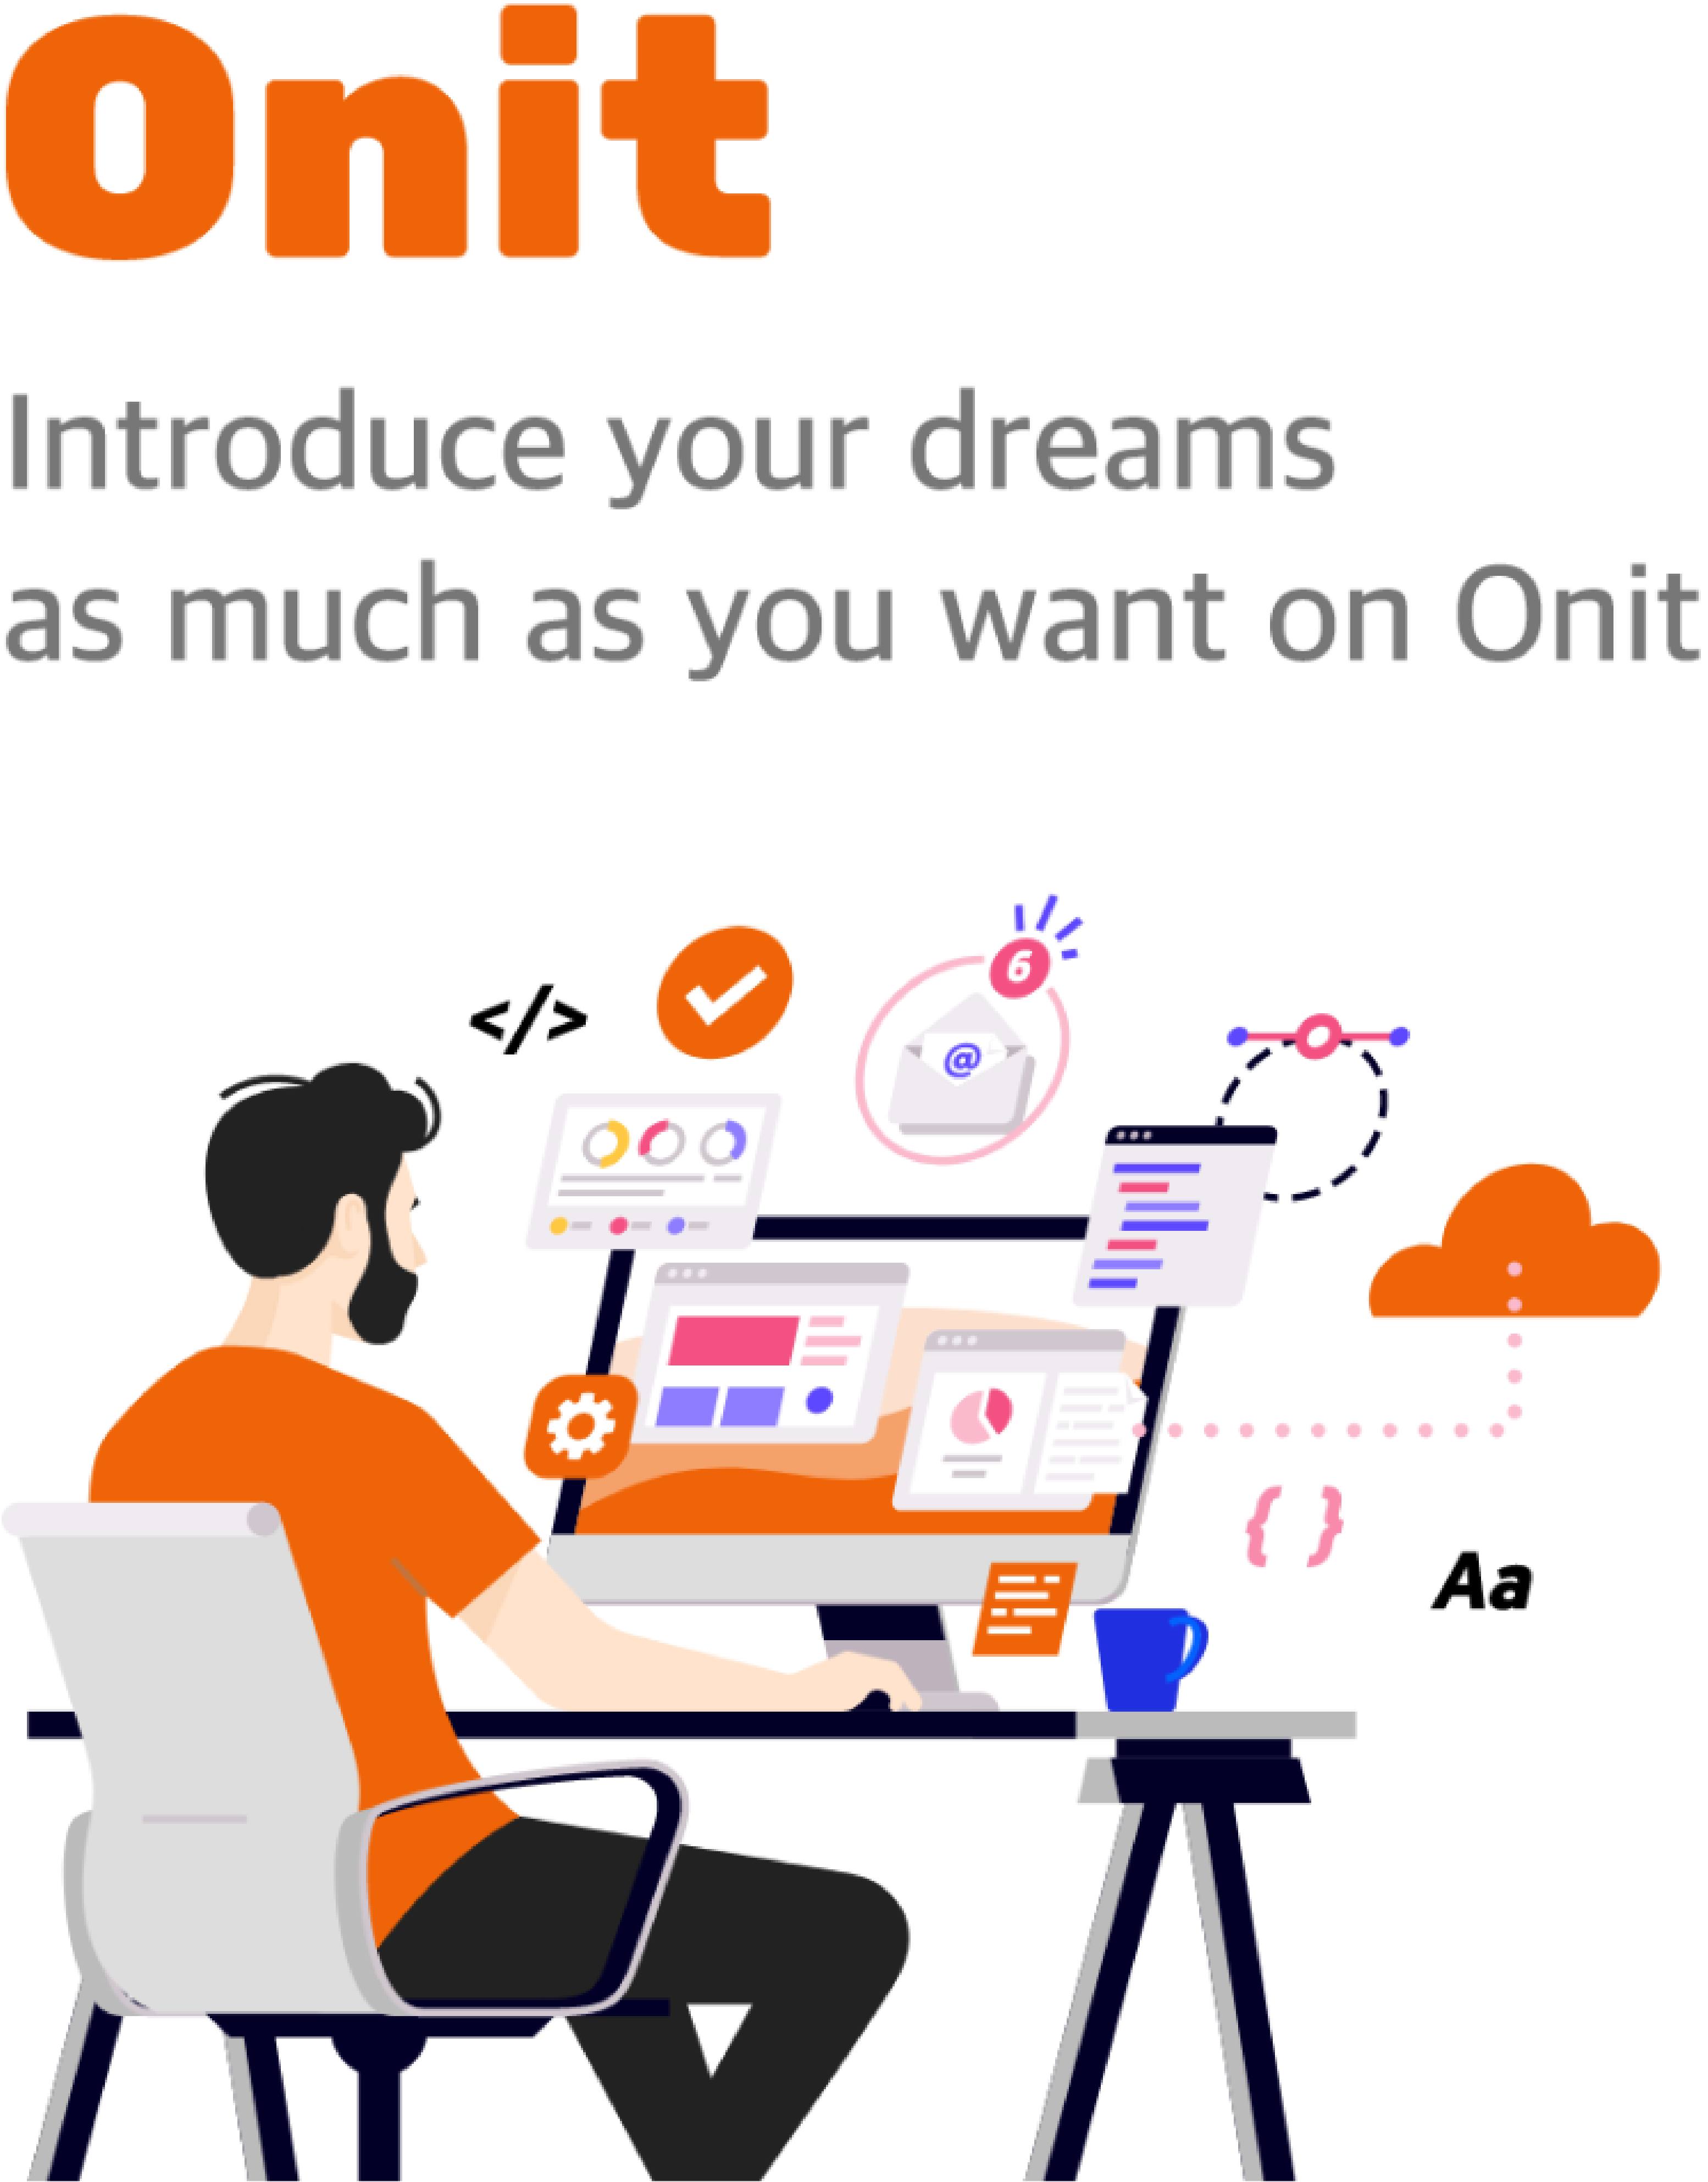 Onit
Introduce your dreams
as much as you want on Onit
6
</>
@
{ }
Aa